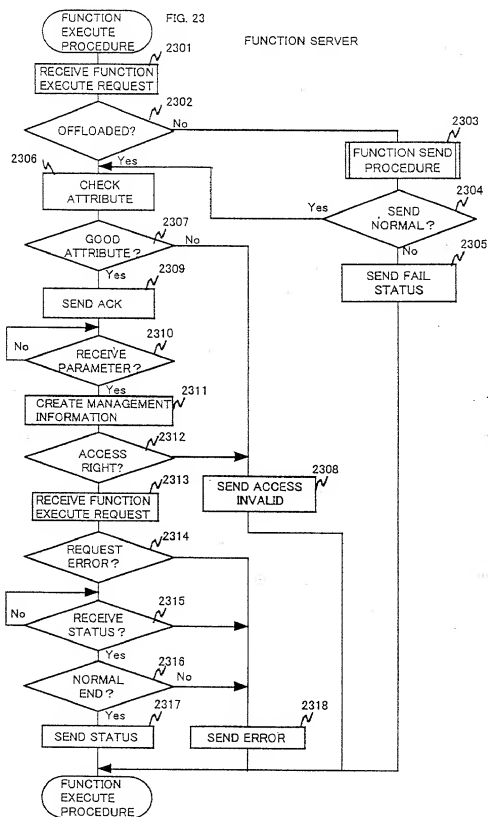 FUNCTION
EXECUTE
PROCEDURE
FIG. 23
FUNCTION SERVER
2301
RECEIVE FUNCTION
EXECUTE REQUEST
2302
OFFLOADED?
No
Yes
2303
FUNCTION SEND
PROCEDURE
2306
CHECK
ATTRIBUTE
2304
SEND
NORMAL?
Yes
No
2307
GOOD
ATTRIBUTE?
No
Yes
2305
SEND FAIL
STATUS
2309
SEND ACK
2310
RECEIVE
PARAMETER?
No
Yes
2311
CREATE MANAGEMENT
INFORMATION
2312
ACCESS
RIGHT?
2308
SEND ACCESS
INVALID
2313
RECEIVE FUNCTION
EXECUTE REQUEST
2314
REQUEST
ERROR?
2315
RECEIVE
STATUS?
No
Yes
2316
NORMAL
END?
No
Yes
2317
SEND STATUS
2318
SEND ERROR
FUNCTION
EXECUTE
PROCEDURE